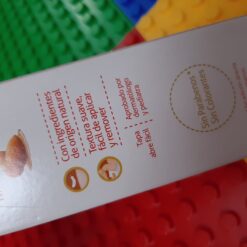 Con ingredientes
de origen natural
Textura suave,
fácil de aplicar
y remover
Tapa
abre fácil
Aprobado por
dermatólogos
y pediatras
Sin Parabenos*
Sin Colorantes